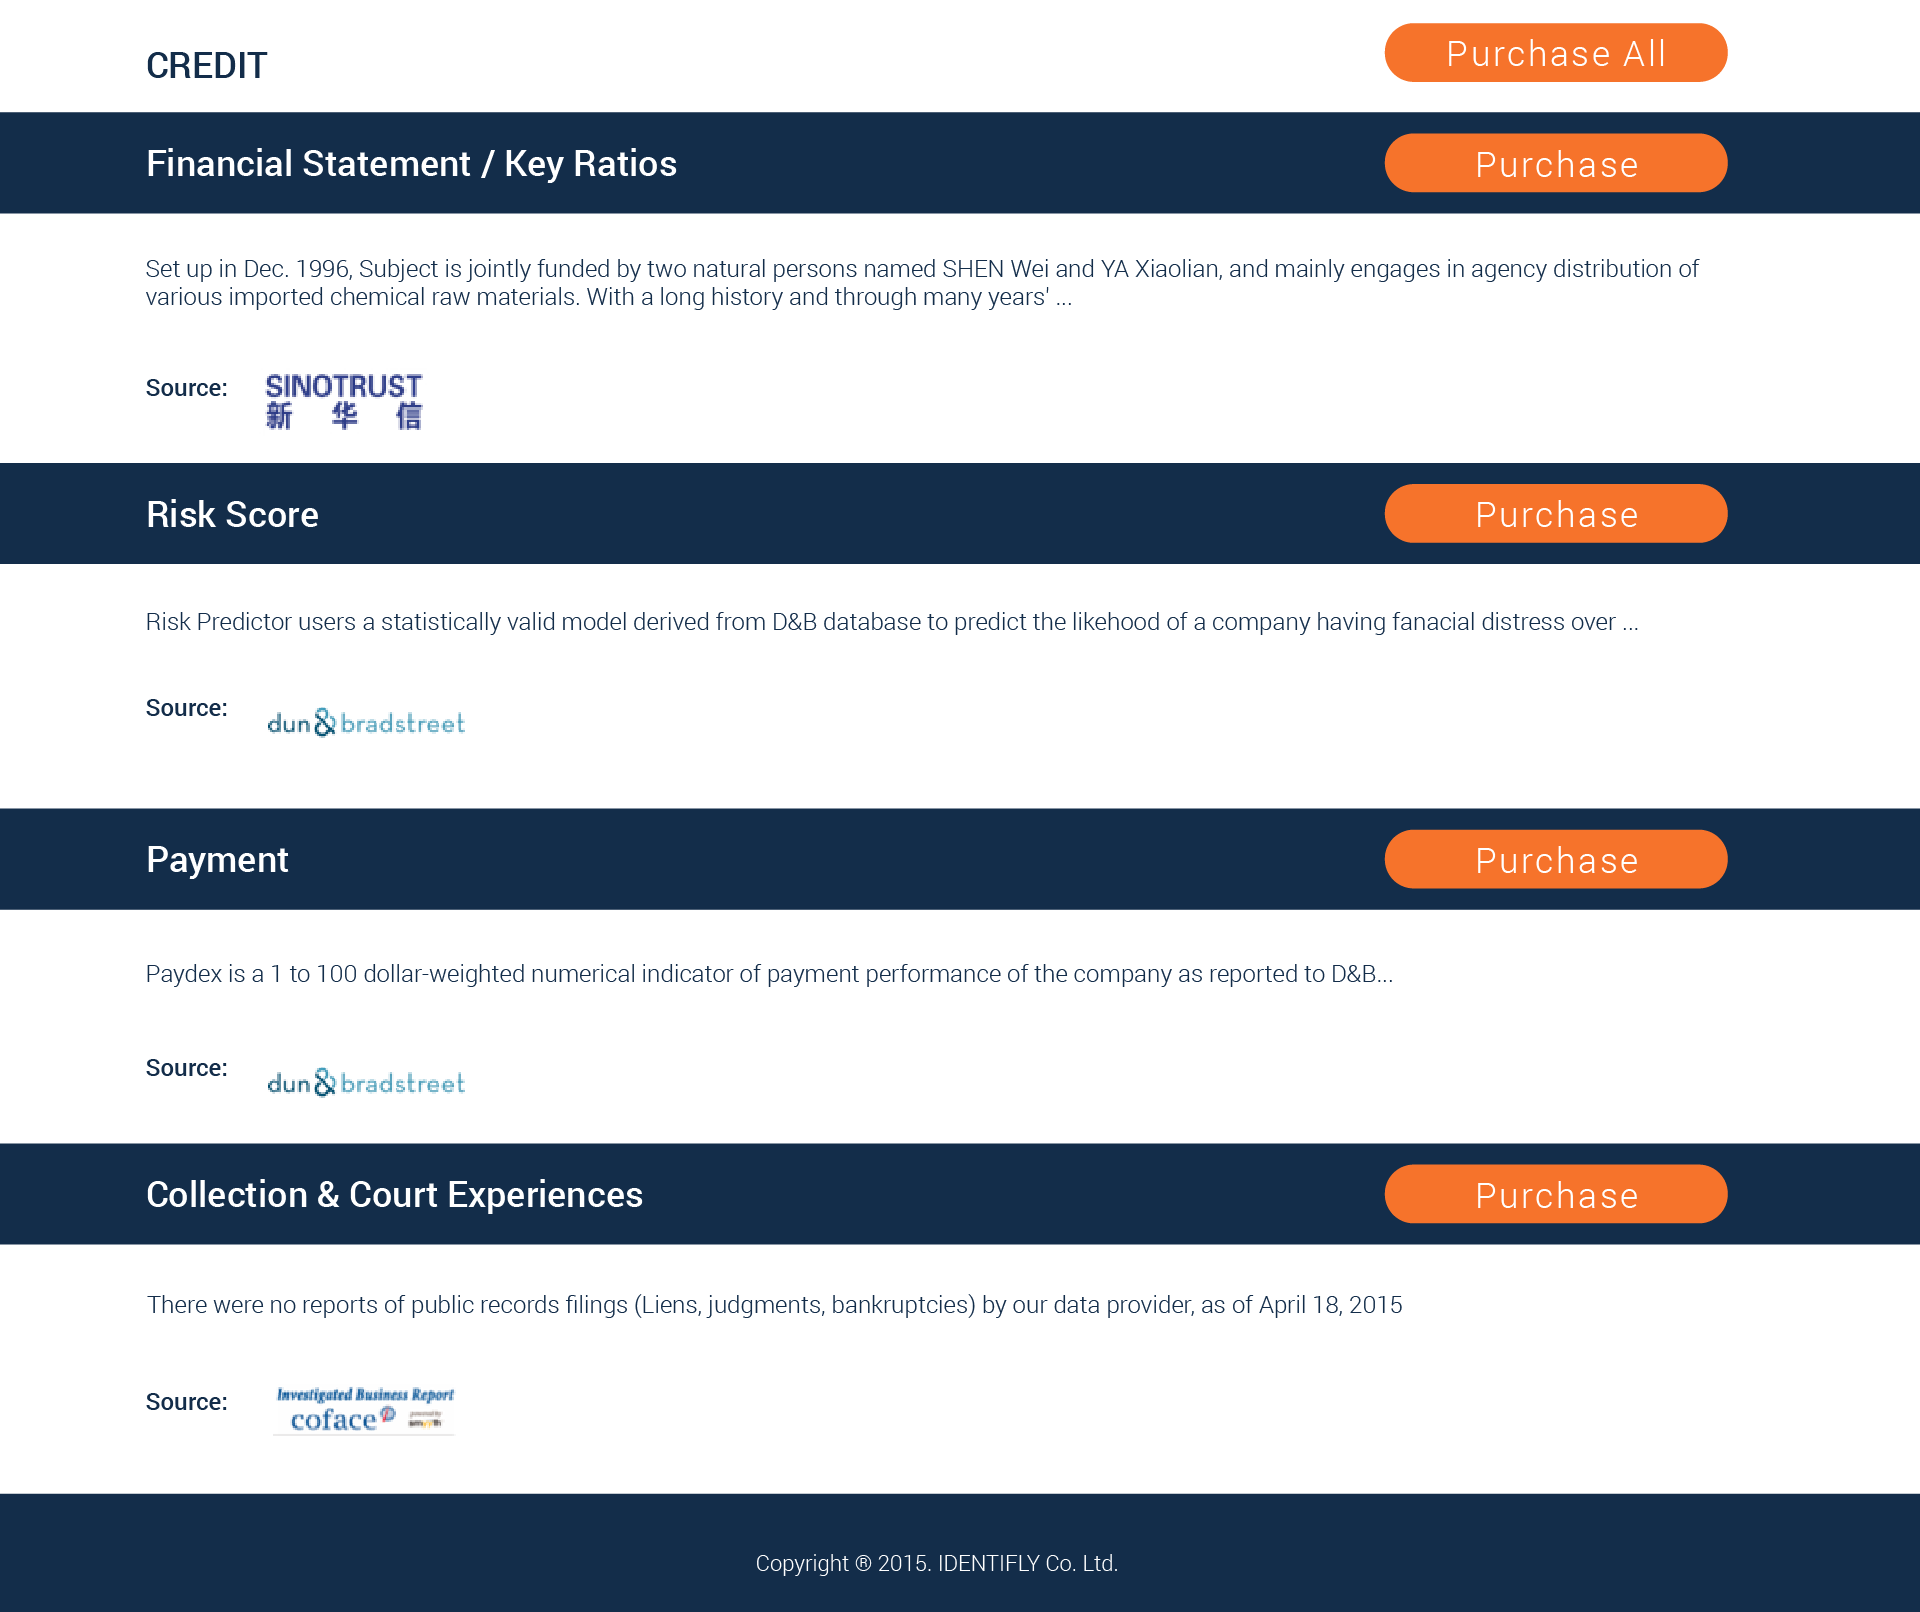 CREDIT
Purchase All
Financial Statement / Key Ratios
Purchase
Set up in Dec. 1996, Subject is jointly funded by two natural persons named SHEN Wei and YA Xiaolian, and mainly engages in agency distribution of
various imported chemical raw materials. With a long history and through many years' ...
Source:
SINOTRUST
新 华 信
Risk Score
Purchase
Risk Predictor users a statistically valid model derived from D&B database to predict the likehood of a company having fanacial distress over ...
Source:
dun & bradstreet
Payment
Purchase
Paydex is a 1 to 100 dollar-weighted numerical indicator of payment performance of the company as reported to D&B...
Source:
dun & bradstreet
Collection & Court Experiences
Purchase
There were no reports of public records filings (Liens, judgments, bankruptcies) by our data provider, as of April 18, 2015
Source:
Investigated Business Report
coface
Copyright ® 2015. IDENTIFLY Co. Ltd.